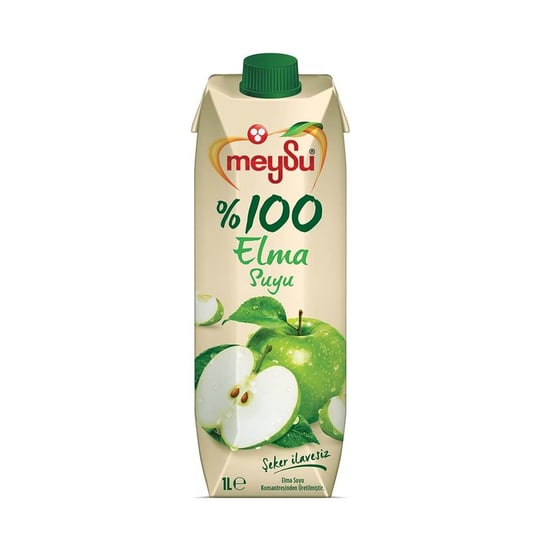 meySu®
%100
Elma
Suyu
Şeker ilavesiz
1L℮
Elma Suyu
Konsantresinden Üretilmiştir.